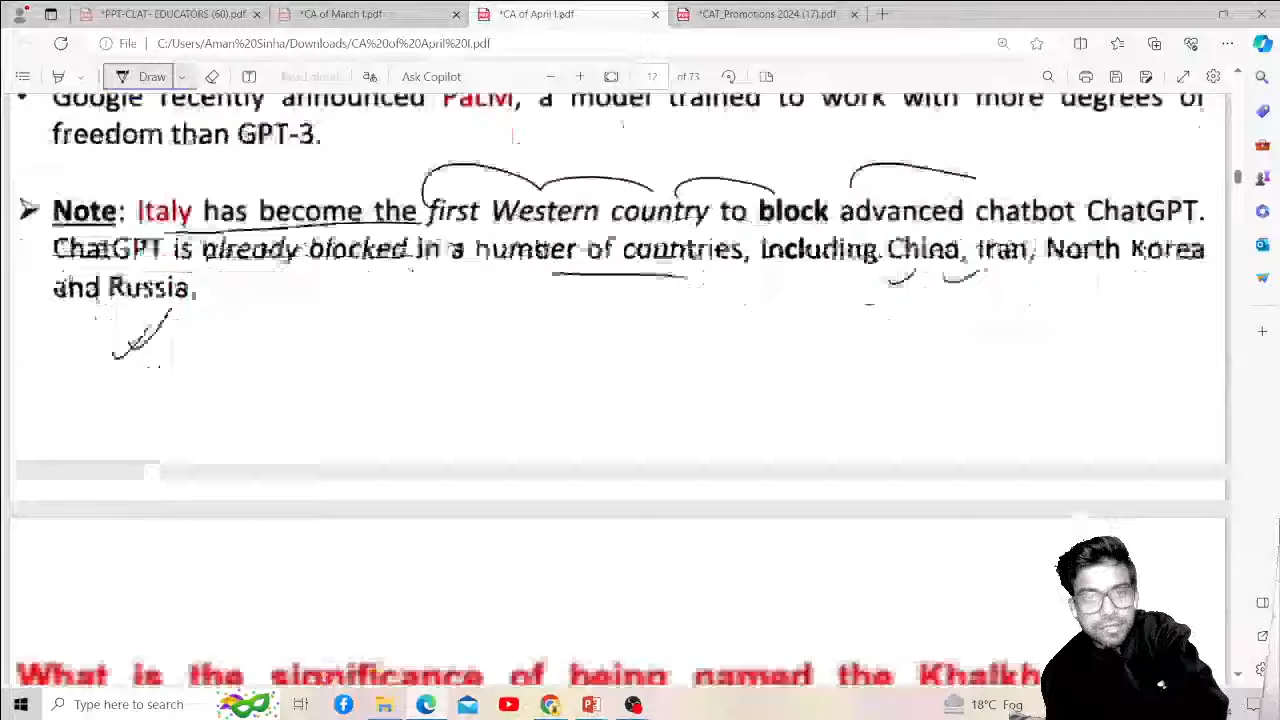 *PPT-CLAT- EDUCATORS (60).pdf
*CA of March I.pdf
*CA of April I.pdf
*CAT_Promotions 2024 (17).pdf
File C:/Users/Aman%20Sinha/Downloads/CA%20of%20April%20I.pdf
Draw
Read aloud
Ask Copilot
12 of 73
Google recently announced PaLM, a model trained to work with more degrees of
freedom than GPT-3.
Note: Italy has become the first Western country to block advanced chatbot ChatGPT.
ChatGPT is already blocked in a number of countries, including China, Iran, North Korea
and Russia.
What is the significance of being named the
Type here to search
18°C Fog